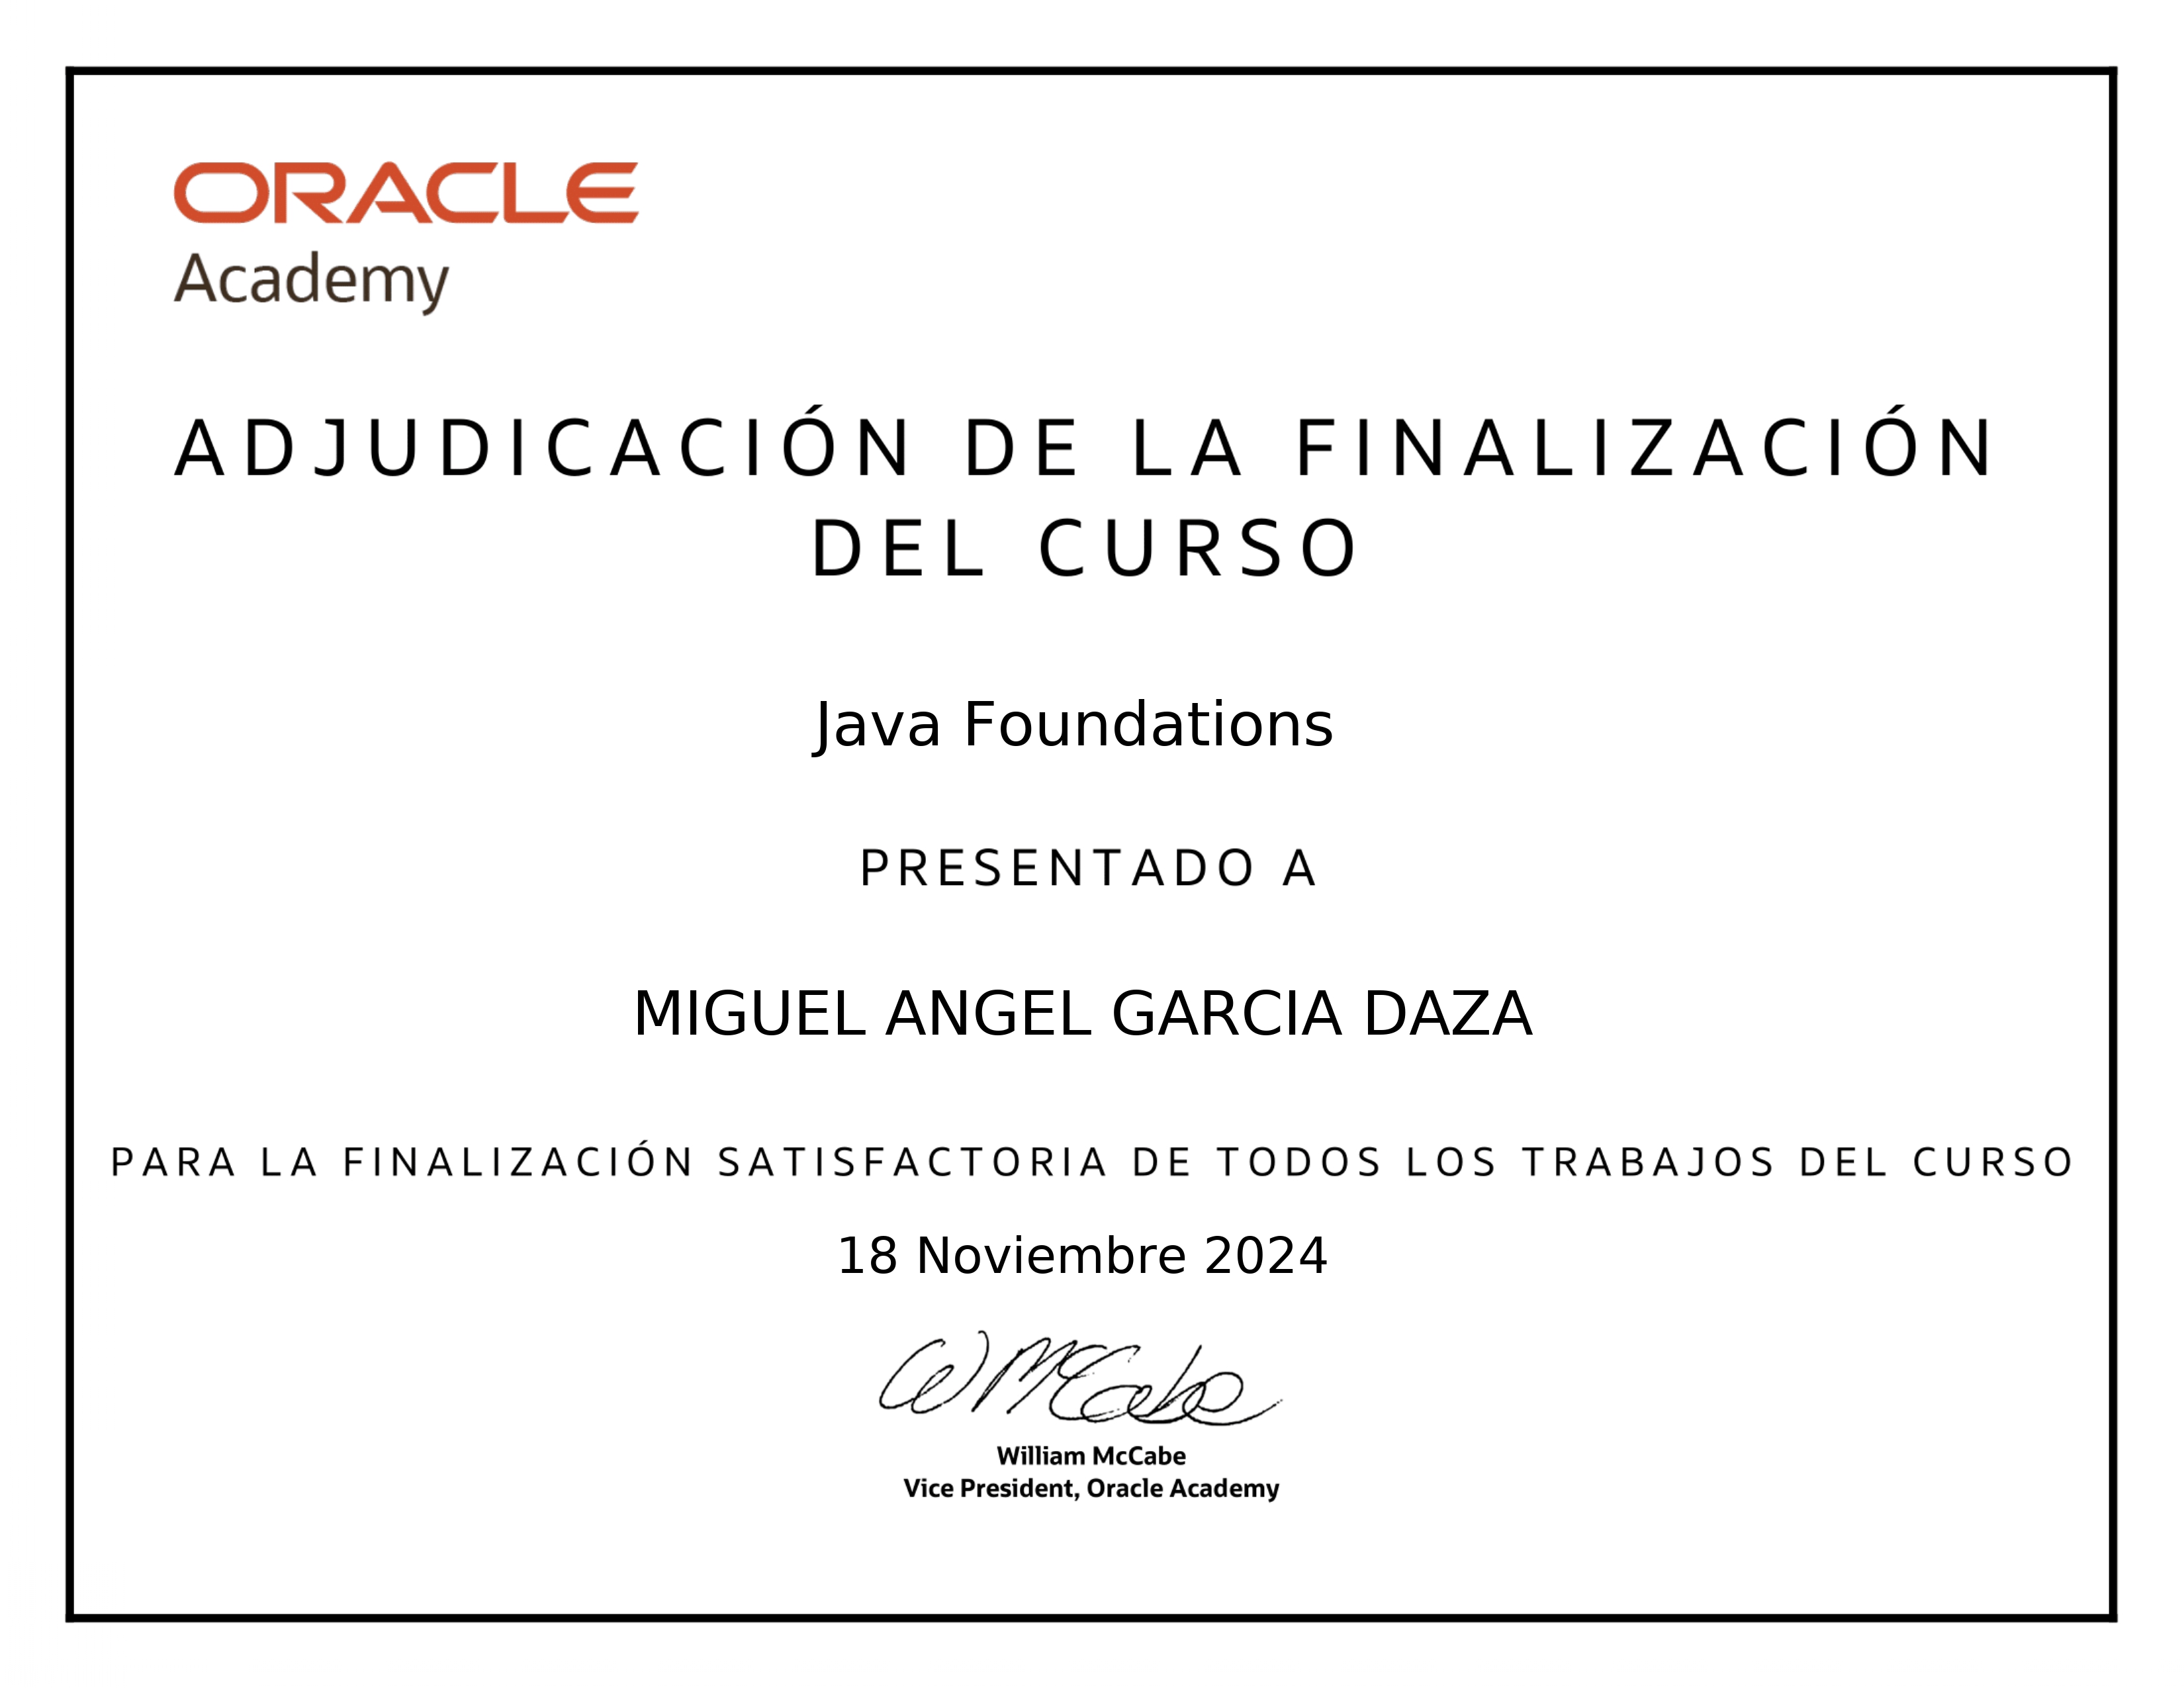 ORACLE
Academy
ADJUDICACIÓN DE LA FINALIZACIÓN
DEL CURSO
Java Foundations
PRESENTADO A
MIGUEL ANGEL GARCIA DAZA
PARA LA FINALIZACIÓN SATISFACTORIA DE TODOS LOS TRABAJOS DEL CURSO
18 Noviembre 2024
W McCabe
William McCabe
Vice President, Oracle Academy